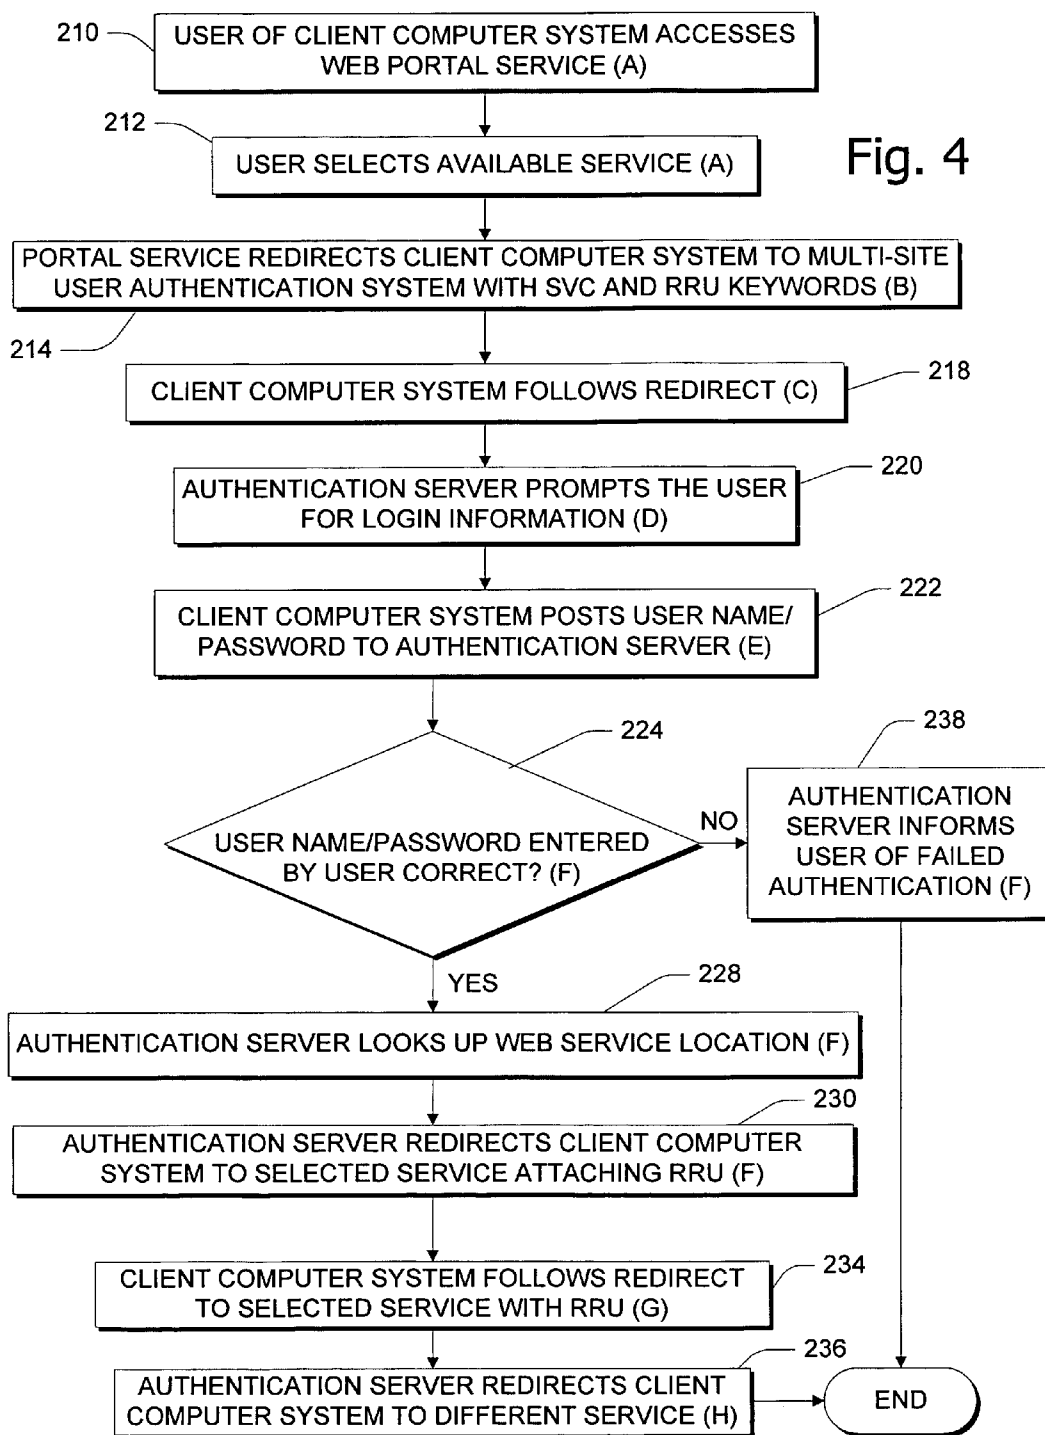 210
USER OF CLIENT COMPUTER SYSTEM ACCESSES
WEB PORTAL SERVICE (A)
212
USER SELECTS AVAILABLE SERVICE (A)
Fig. 4
PORTAL SERVICE REDIRECTS CLIENT COMPUTER SYSTEM TO MULTI-SITE
USER AUTHENTICATION SYSTEM WITH SVC AND RRU KEYWORDS (B)
214
CLIENT COMPUTER SYSTEM FOLLOWS REDIRECT (C)
218
AUTHENTICATION SERVER PROMPTS THE USER
FOR LOGIN INFORMATION (D)
220
CLIENT COMPUTER SYSTEM POSTS USER NAME/
PASSWORD TO AUTHENTICATION SERVER (E)
222
224
USER NAME/PASSWORD ENTERED
BY USER CORRECT? (F)
NO
238
AUTHENTICATION
SERVER INFORMS
USER OF FAILED
AUTHENTICATION (F)
YES
228
AUTHENTICATION SERVER LOOKS UP WEB SERVICE LOCATION (F)
230
AUTHENTICATION SERVER REDIRECTS CLIENT COMPUTER
SYSTEM TO SELECTED SERVICE ATTACHING RRU (F)
234
CLIENT COMPUTER SYSTEM FOLLOWS REDIRECT
TO SELECTED SERVICE WITH RRU (G)
236
AUTHENTICATION SERVER REDIRECTS CLIENT
COMPUTER SYSTEM TO DIFFERENT SERVICE (H)
END